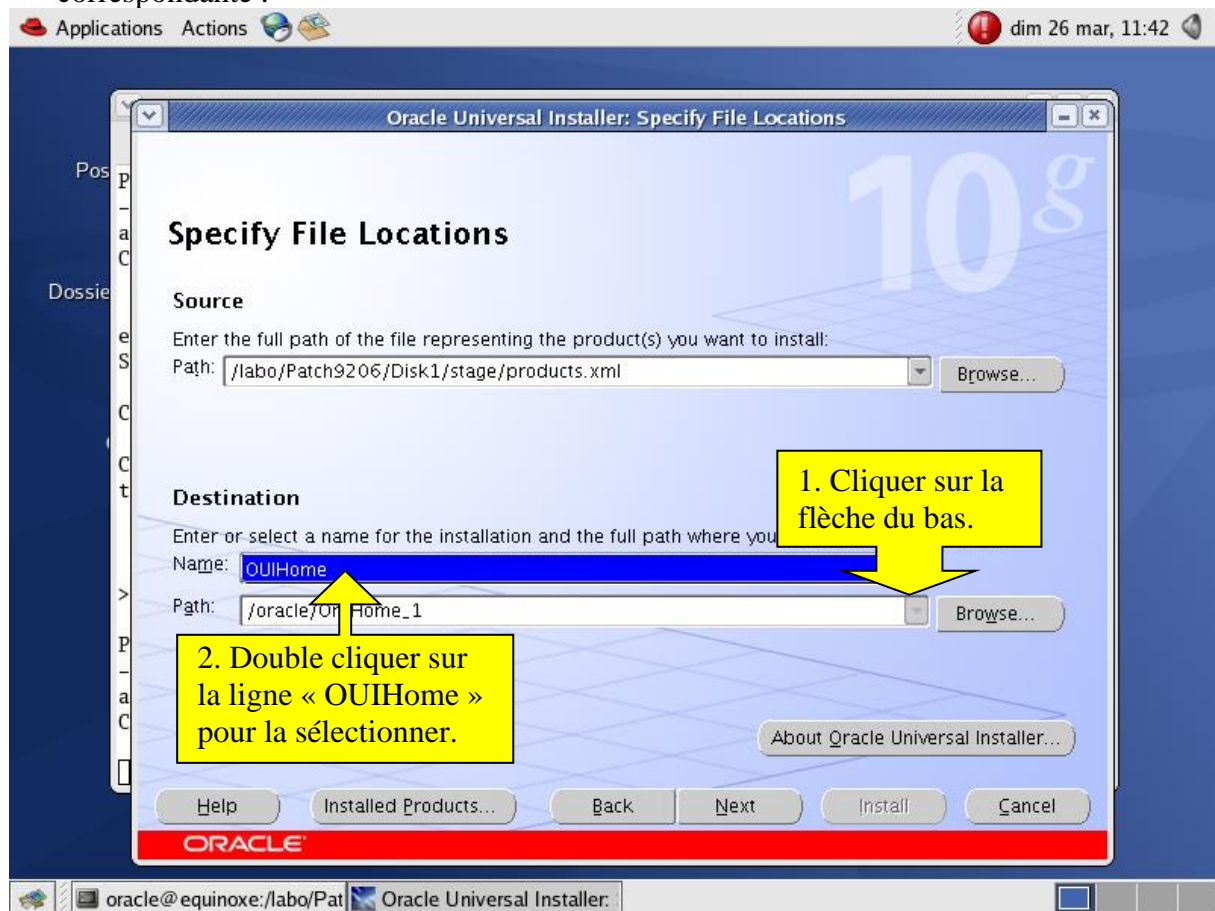 correspondante :
Applications Actions dim 26 mar, 11:42
Oracle Universal Installer: Specify File Locations
10g
Pos
P
a
C
Specify File Locations
Dossie
Source
e
Enter the full path of the file representing the product(s) you want to install:
S
Path: /labo/Patch9206/Disk1/stage/products.xml Browse...
C
C
t
1. Cliquer sur la
flèche du bas.
Destination
Enter or select a name for the installation and the full path where you
Name: OUIHome
>
Path: /oracle/O Home_1 Browse...
P
2. Double cliquer sur
la ligne « OUIHome »
pour la sélectionner.
a
C
About Oracle Universal Installer...
Help Installed Products... Back Next Install Cancel
ORACLE
oracle@equinoxe:/labo/Pat Oracle Universal Installer: